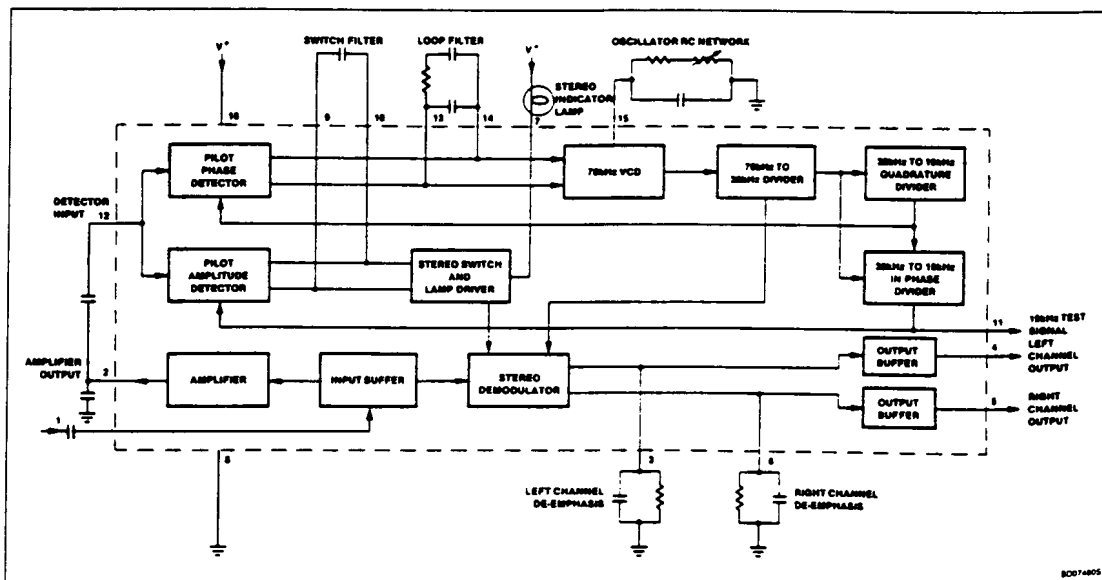 SWITCH FILTER
LOOP FILTER
OSCILLATOR RC NETWORK
V+
V+
STEREO
INDICATOR
LAMP
16
9
10
13
14
7
15
PILOT
PHASE
DETECTOR
76kHz VCO
76kHz TO
38kHz DIVIDER
38kHz TO 19kHz
QUADRATURE
DIVIDER
DETECTOR
INPUT
12
PILOT
AMPLITUDE
DETECTOR
STEREO SWITCH
AND
LAMP DRIVER
38kHz TO 19kHz
IN PHASE
DIVIDER
11
19kHz TEST
SIGNAL
LEFT
CHANNEL
OUTPUT
4
AMPLIFIER
OUTPUT
2
AMPLIFIER
INPUT BUFFER
STEREO
DEMODULATOR
OUTPUT
BUFFER
OUTPUT
BUFFER
5
RIGHT
CHANNEL
OUTPUT
1
8
3
6
LEFT CHANNEL
DE-EMPHASIS
RIGHT CHANNEL
DE-EMPHASIS